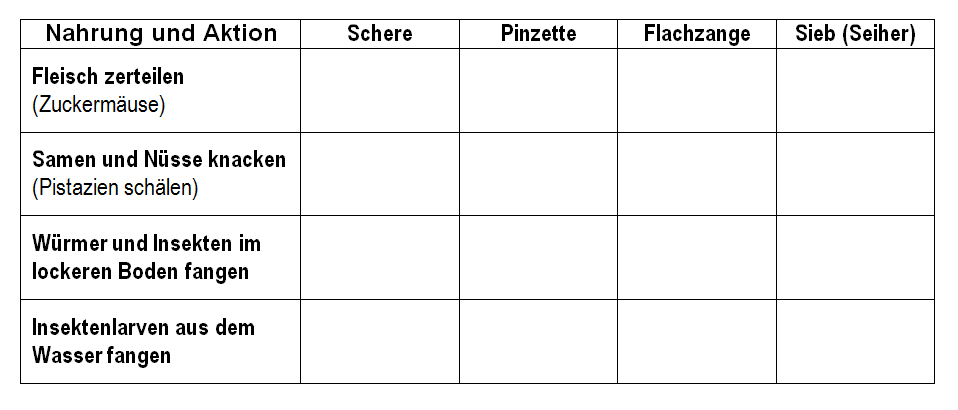 Nahrung und Aktion Schere Pinzette Flachzange Sieb (Seiher)
Fleisch zerteilen
(Zuckermäuse)
Samen und Nüsse knacken
(Pistazien schälen)
Würmer und Insekten im
lockeren Boden fangen
Insektenlarven aus dem
Wasser fangen